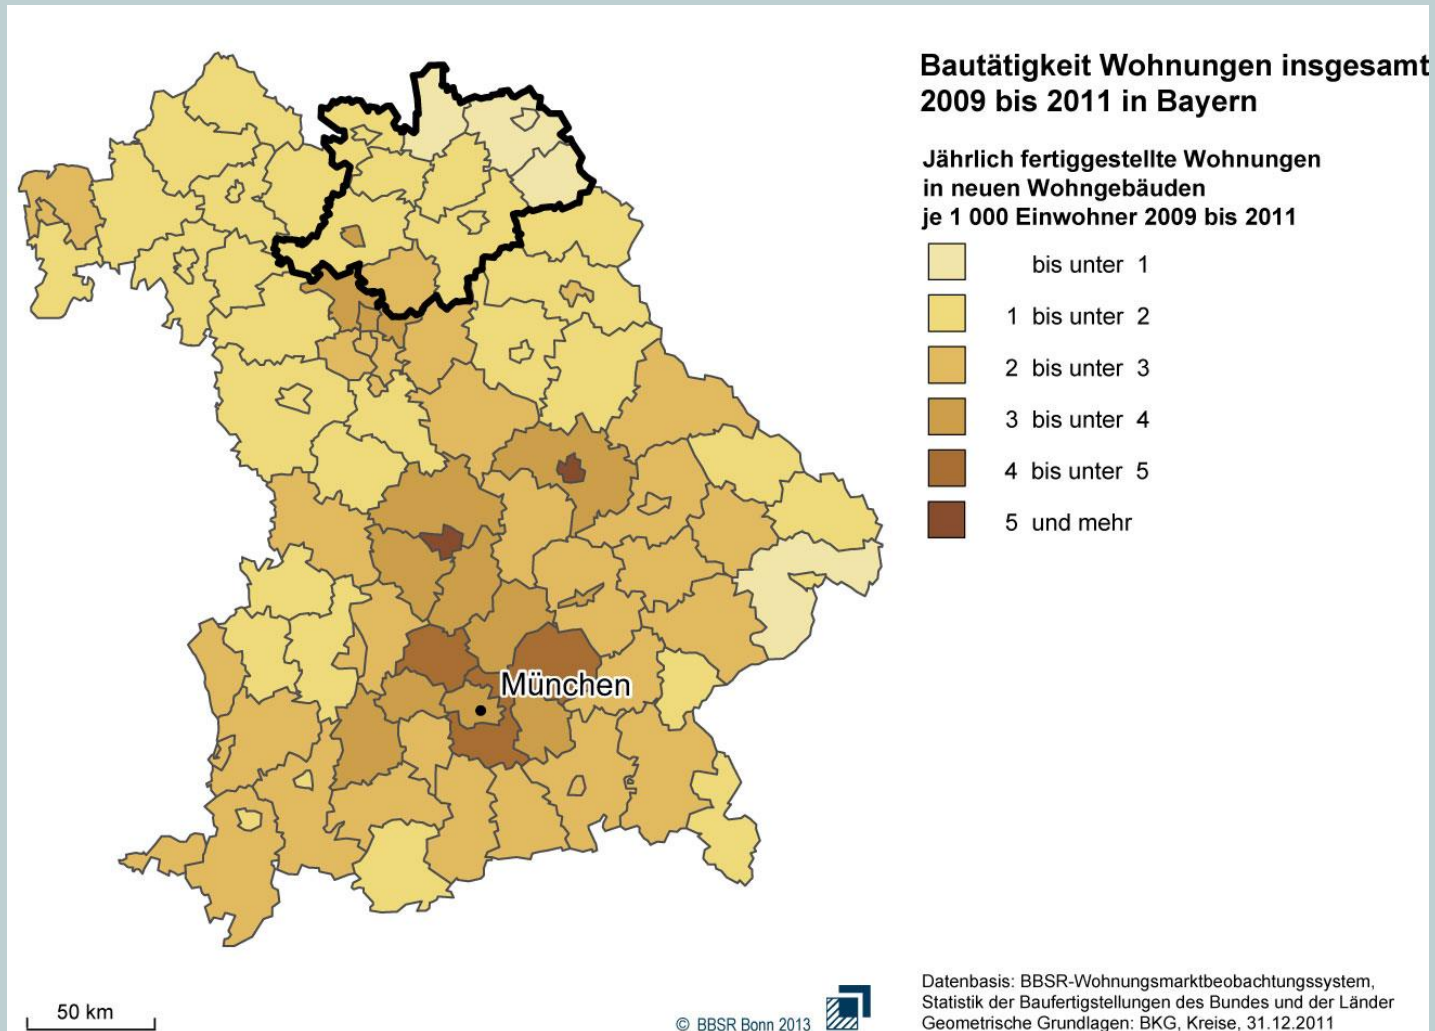 Bautätigkeit Wohnungen insgesamt
2009 bis 2011 in Bayern
Jährlich fertiggestellte Wohnungen
in neuen Wohngebäuden
je 1 000 Einwohner 2009 bis 2011
bis unter 1
1 bis unter 2
2 bis unter 3
3 bis unter 4
4 bis unter 5
5 und mehr
München
50 km
© BBSR Bonn 2013
Datenbasis: BBSR-Wohnungsmarktbeobachtungssystem,
Statistik der Baufertigstellungen des Bundes und der Länder
Geometrische Grundlagen: BKG, Kreise, 31.12.2011